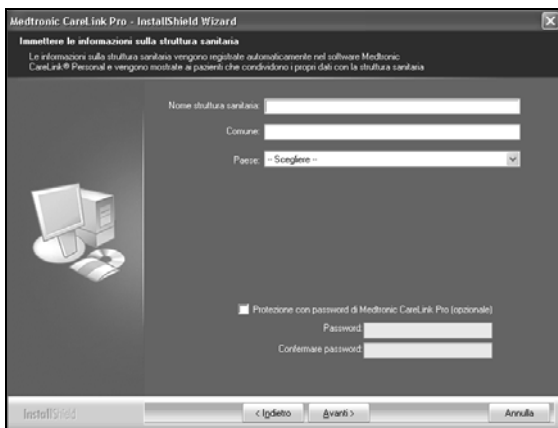 Medtronic CareLink Pro - InstallShield Wizard
Immettere le informazioni sulla struttura sanitaria
Le informazioni sulla struttura sanitaria vengono registrate automaticamente nel software Medtronic
CareLink® Personal e vengono mostrate ai pazienti che condividono i propri dati con la struttura sanitaria
Nome struttura sanitaria:
Comune:
Paese: -- Scegliere --
Protezione con password di Medtronic CareLink Pro (opzionale)
Password:
Confermare password:
InstallShield
< Indietro Avanti > Annulla